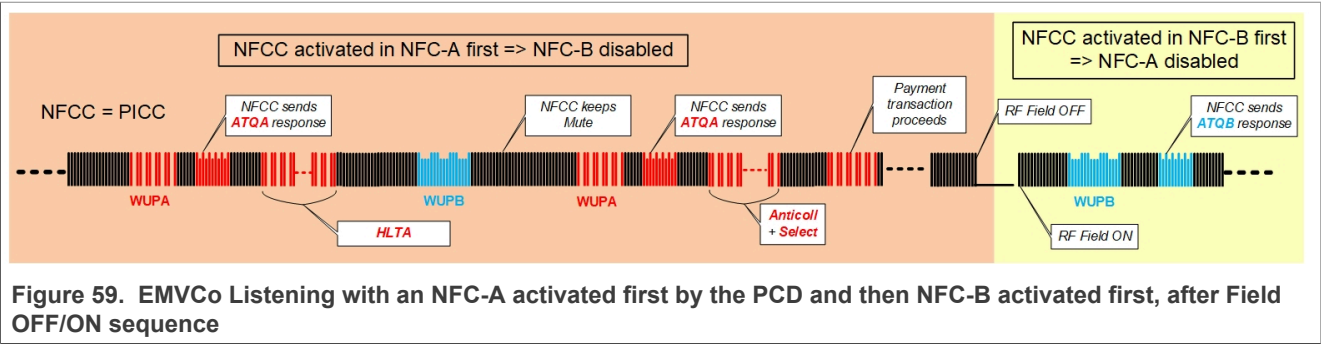 NFCC activated in NFC-A first => NFC-B disabled
NFCC activated in NFC-B first
=> NFC-A disabled
NFCC = PICC
NFCC sends
ATQA response
NFCC keeps
Mute
NFCC sends
ATQA response
Payment
transaction
proceeds
RF Field OFF
NFCC sends
ATQB response
WUPA
WUPB
WUPA
WUPB
HLTA
Anticoll
+ Select
RF Field ON
Figure 59. EMVCo Listening with an NFC-A activated first by the PCD and then NFC-B activated first, after Field
OFF/ON sequence